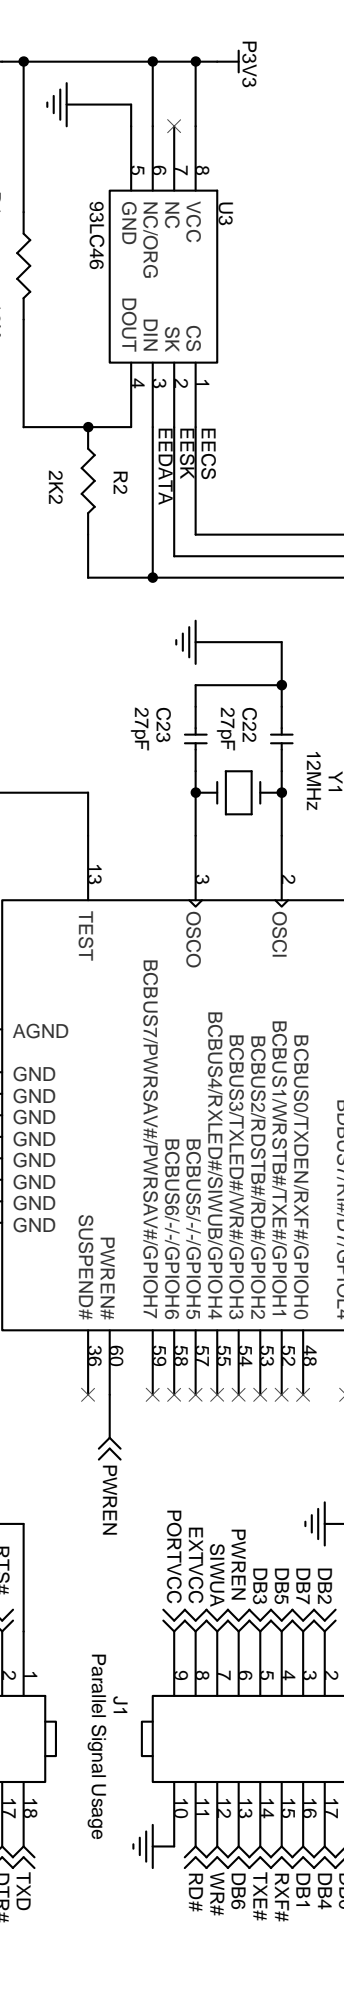 P3V3
U3
8
7
6
5
VCC
NC
NC/ORG
GND
93LC46
CS
SK
DIN
DOUT
1
2
3
4
EECS
EESK
EEDATA
R2
2K2
Y1
12MHz
C22
27pF
C23
27pF
2
3
13
OSCI
OSCO
TEST
AGND
GND
GND
GND
GND
GND
GND
GND
GND
BCBUS0/TXDEN/RXF#/GPIOH0
BCBUS1/WRSTB#/TXE#/GPIOH1
BCBUS2/RDSTB#/RD#/GPIOH2
BCBUS3/TXLED#/WR#/GPIOH3
BCBUS4/RXLED#/SIWUB/GPIOH4
BCBUS5/-/-/GPIOH5
BCBUS6/-/-/GPIOH6
BCBUS7/PWRSAV#/PWRSAV#/GPIOH7
PWREN#
SUSPEND#
48
52
53
54
55
57
58
59
60
36
PWREN
DB2
DB7
DB5
DB3
PWREN
SIWUA
EXTVCC
PORTVCC
2
3
4
5
6
7
8
9
J1
Parallel Signal Usage
17
16
15
14
13
12
11
10
DB4
DB1
RXF#
TXE#
DB6
WR#
RD#
RTS#
1
2
18
17
TXD
DTR#